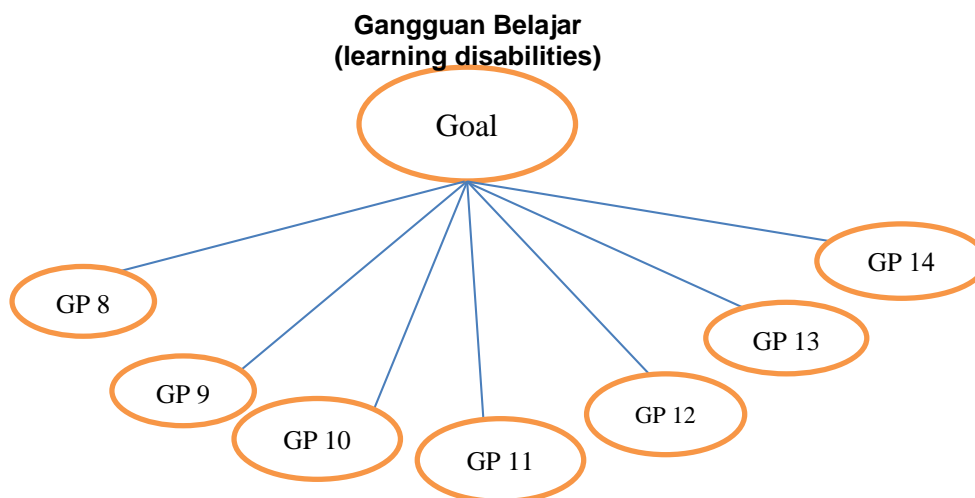 Gangguan Belajar
(learning disabilities)
Goal
GP 8
GP 9
GP 10
GP 11
GP 12
GP 13
GP 14